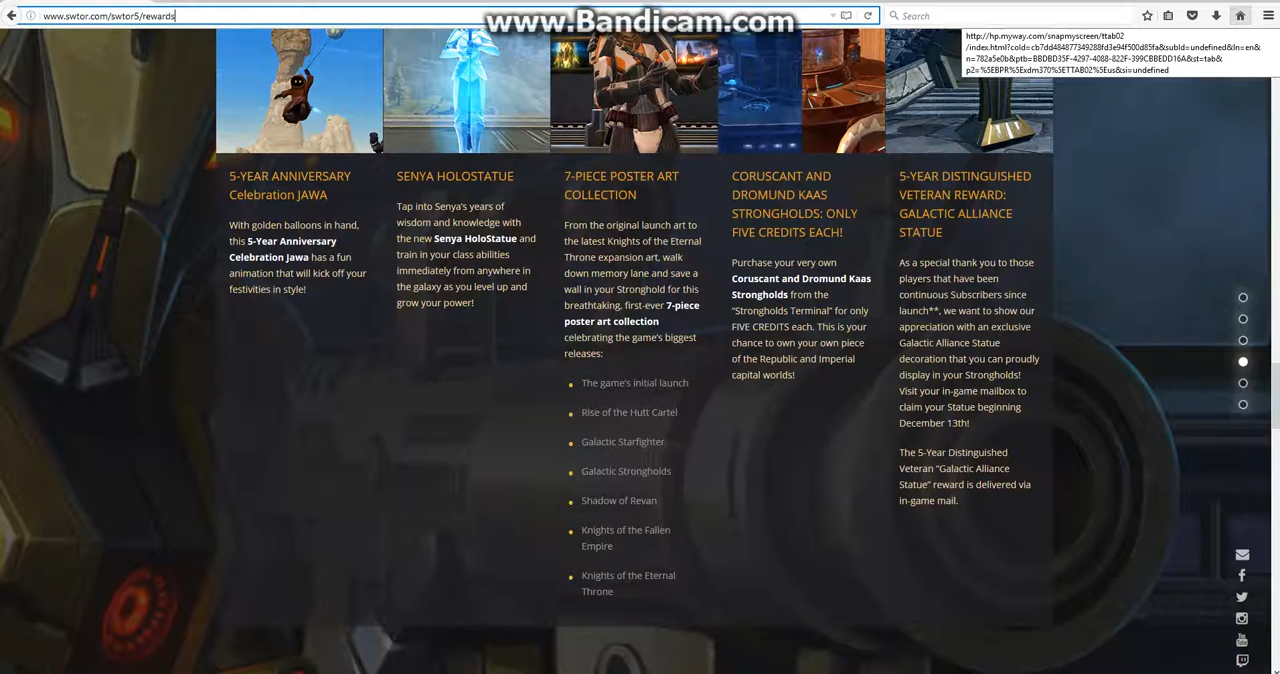 www.swtor.com/swtor5/rewards
www.Bandicam.com
Search
http://hp.myway.com/snapmyscreen/ttab02
/index.html?coId=cb7dd484877349288fd3e94f500d85fa&subId=undefined&ln=en&
n=782a5e0b&ptb=BBDBD35F-4297-4088-822F-399CBBEDD16A&st=tab&
p2=%5EBPR%5Exdm370%5ETTAB02%5Eus&si=undefined
5-YEAR ANNIVERSARY
Celebration JAWA
With golden balloons in hand,
this 5-Year Anniversary
Celebration Jawa has a fun
animation that will kick off your
festivities in style!
SENYA HOLOSTATUE
Tap into Senya's years of
wisdom and knowledge with
the new Senya HoloStatue and
train in your class abilities
immediately from anywhere in
the galaxy as you level up and
grow your power!
7-PIECE POSTER ART
COLLECTION
From the original launch art to
the latest Knights of the Eternal
Throne expansion art, walk
down memory lane and save a
wall in your Stronghold for this
breathtaking, first-ever 7-piece
poster art collection
celebrating the game's biggest
releases:
The game's initial launch
Rise of the Hutt Cartel
Galactic Starfighter
Galactic Strongholds
Shadow of Revan
Knights of the Fallen
Empire
Knights of the Eternal
Throne
CORUSCANT AND
DROMUND KAAS
STRONGHOLDS: ONLY
FIVE CREDITS EACH!
Purchase your very own
Coruscant and Dromund Kaas
Strongholds from the
"Strongholds Terminal" for only
FIVE CREDITS each. This is your
chance to own your own piece
of the Republic and Imperial
capital worlds!
5-YEAR DISTINGUISHED
VETERAN REWARD:
GALACTIC ALLIANCE
STATUE
As a special thank you to those
players that have been
continuous Subscribers since
launch**, we want to show our
appreciation with an exclusive
Galactic Alliance Statue
decoration that you can proudly
display in your Strongholds!
Visit your in-game mailbox to
claim your Statue beginning
December 13th!
The 5-Year Distinguished
Veteran "Galactic Alliance
Statue" reward is delivered via
in-game mail.